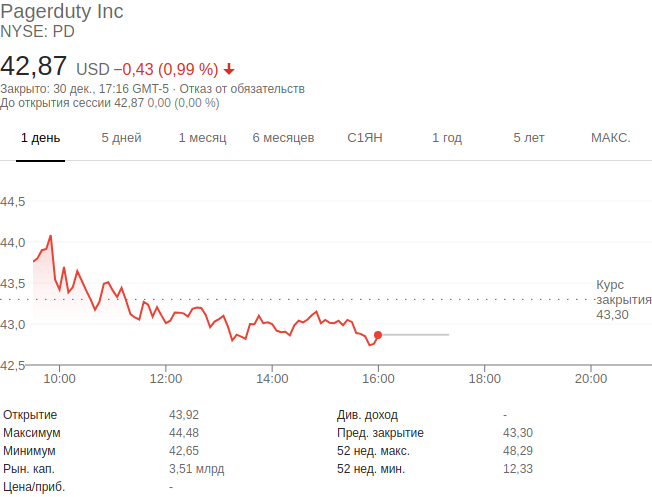 Pagerduty Inc
NYSE: PD
42,87 USD −0,43 (0,99 %)
Закрыто: 30 дек., 17:16 GMT-5 · Отказ от обязательств
До открытия сессии 42,87 0,00 (0,00 %)
1 день 5 дней 1 месяц 6 месяцев С1ЯН 1 год 5 лет МАКС.
44,5
44,0
43,5
Курс
закрытия
43,30
43,0
42,5
10:00 12:00 14:00 16:00 18:00 20:00
Открытие 43,92 Див. доход -
Максимум 44,48 Пред. закрытие 43,30
Минимум 42,65 52 нед. макс. 48,29
Рын. кап. 3,51 млрд 52 нед. мин. 12,33
Цена/приб. -